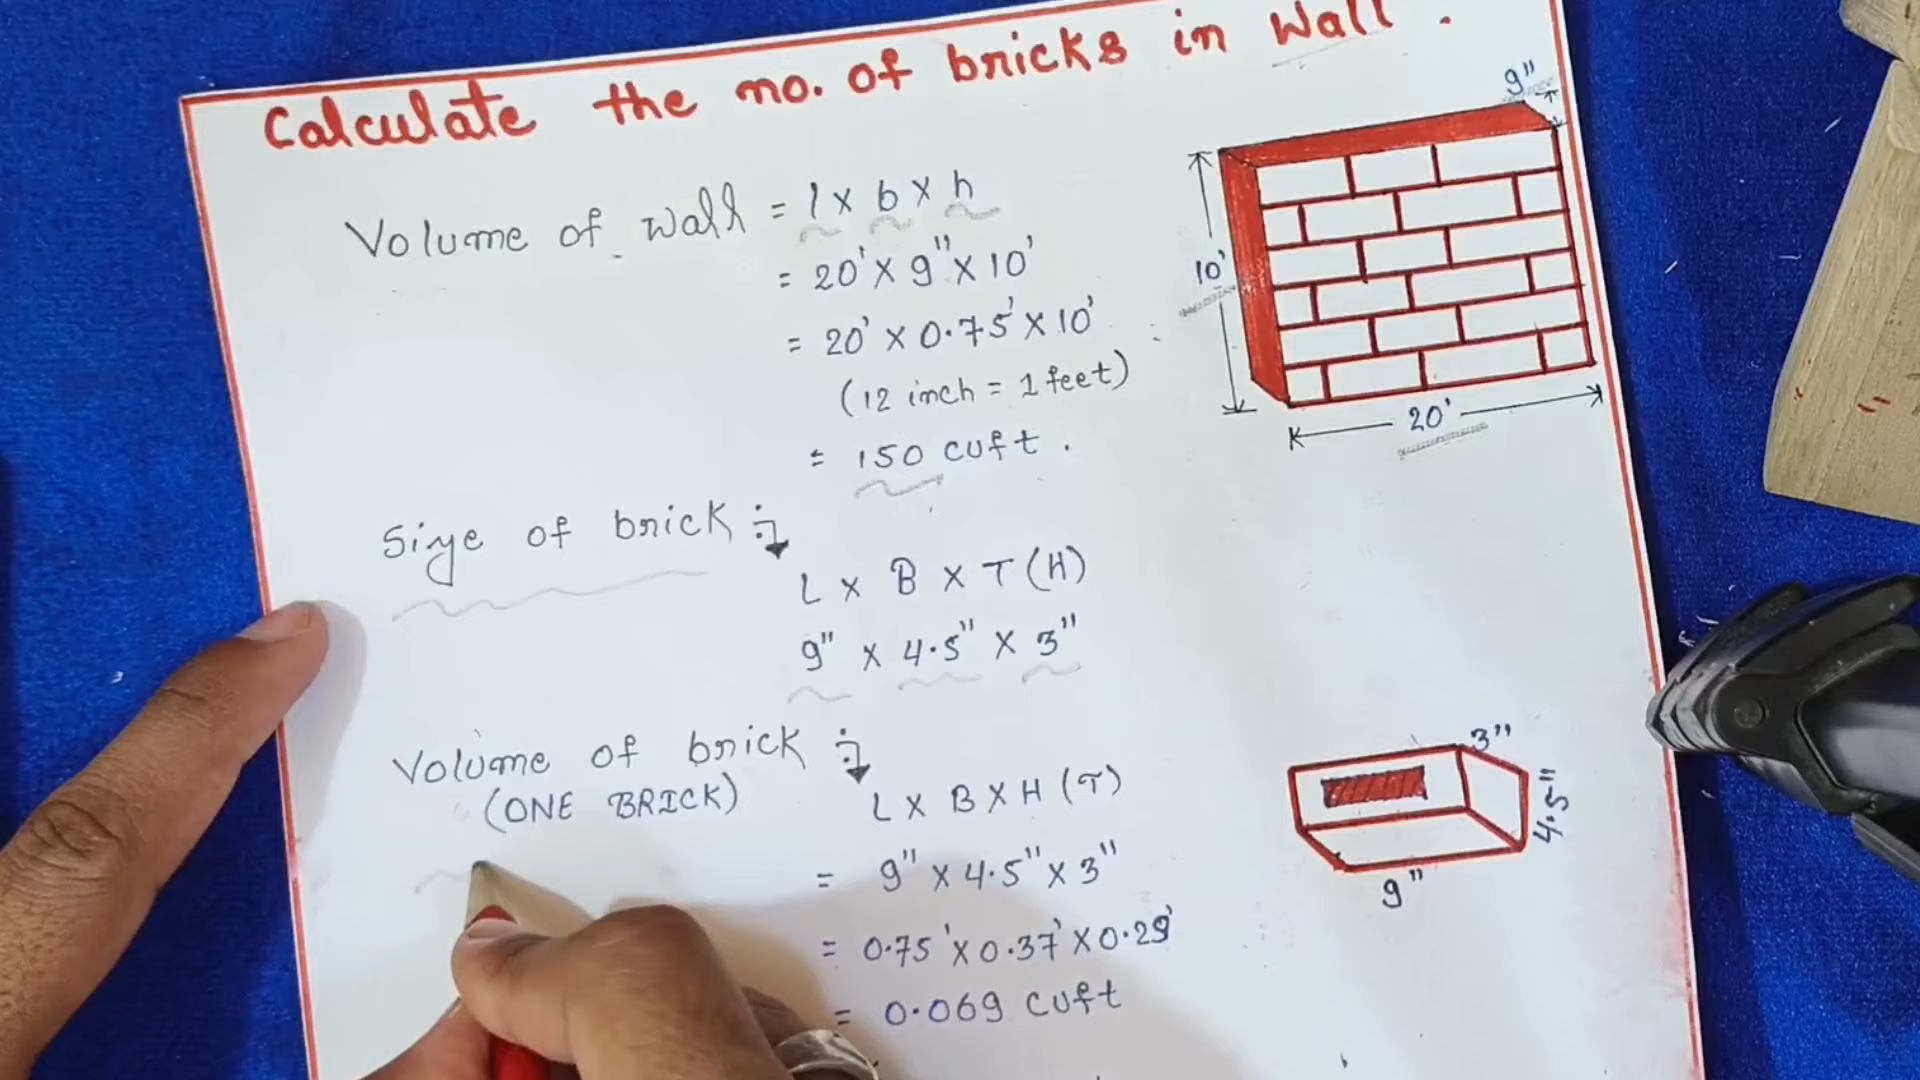 Calculate the no. of bricks in wall.
Volume of wall = l x b x h
= 20' x 9" x 10'
= 20' x 0.75' x 10'
(12 inch = 1 feet)
= 150 cuft.
9"
10'
20'
Size of brick :
L x B x T (H)
9" x 4.5" x 3"
Volume of brick :
(ONE BRICK)
L x B x H (T)
= 9" x 4.5" x 3"
= 0.75' x 0.37' x 0.29'
= 0.069 cuft
3"
4.5"
9"